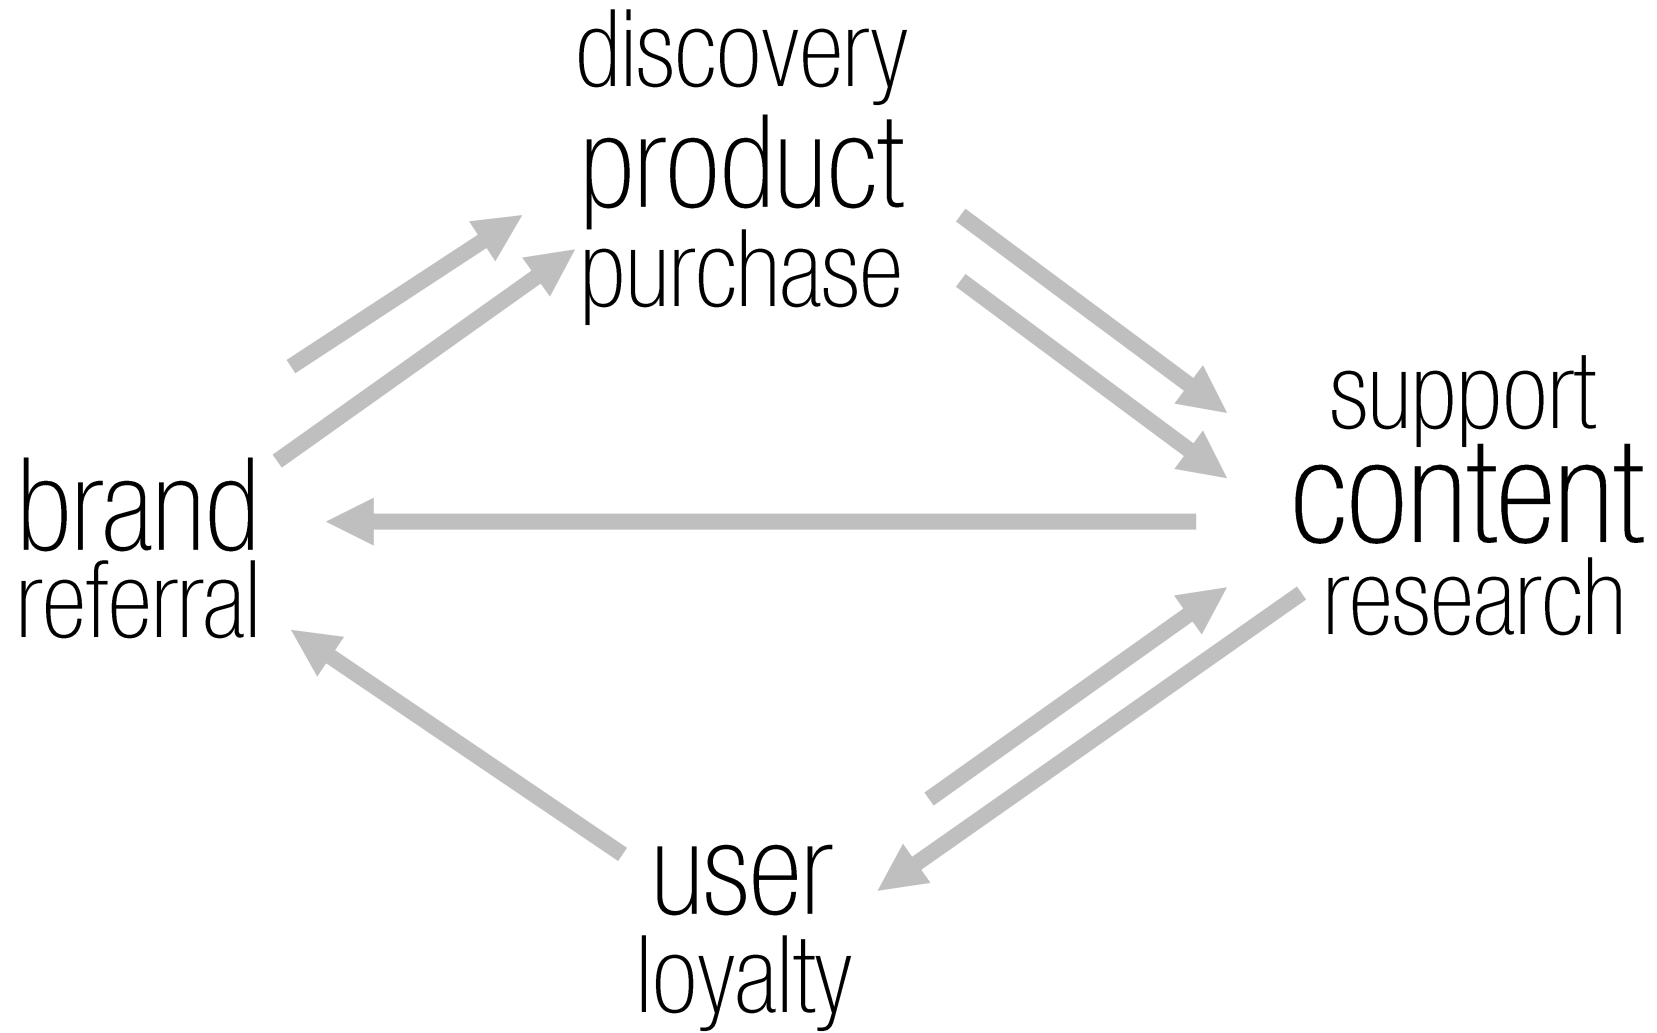 discovery
product
purchase
support
content
research
brand
referral
user
loyalty